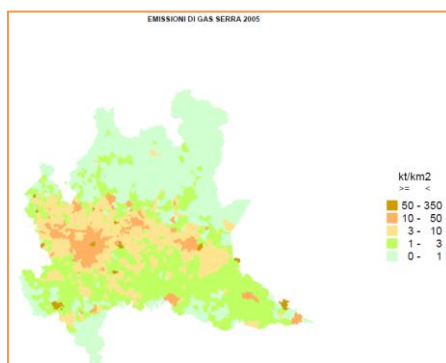 EMISSIONI DI GAS SERRA 2005
kt/km2
>= <
50 - 350
10 - 50
3 - 10
1 - 3
0 - 1